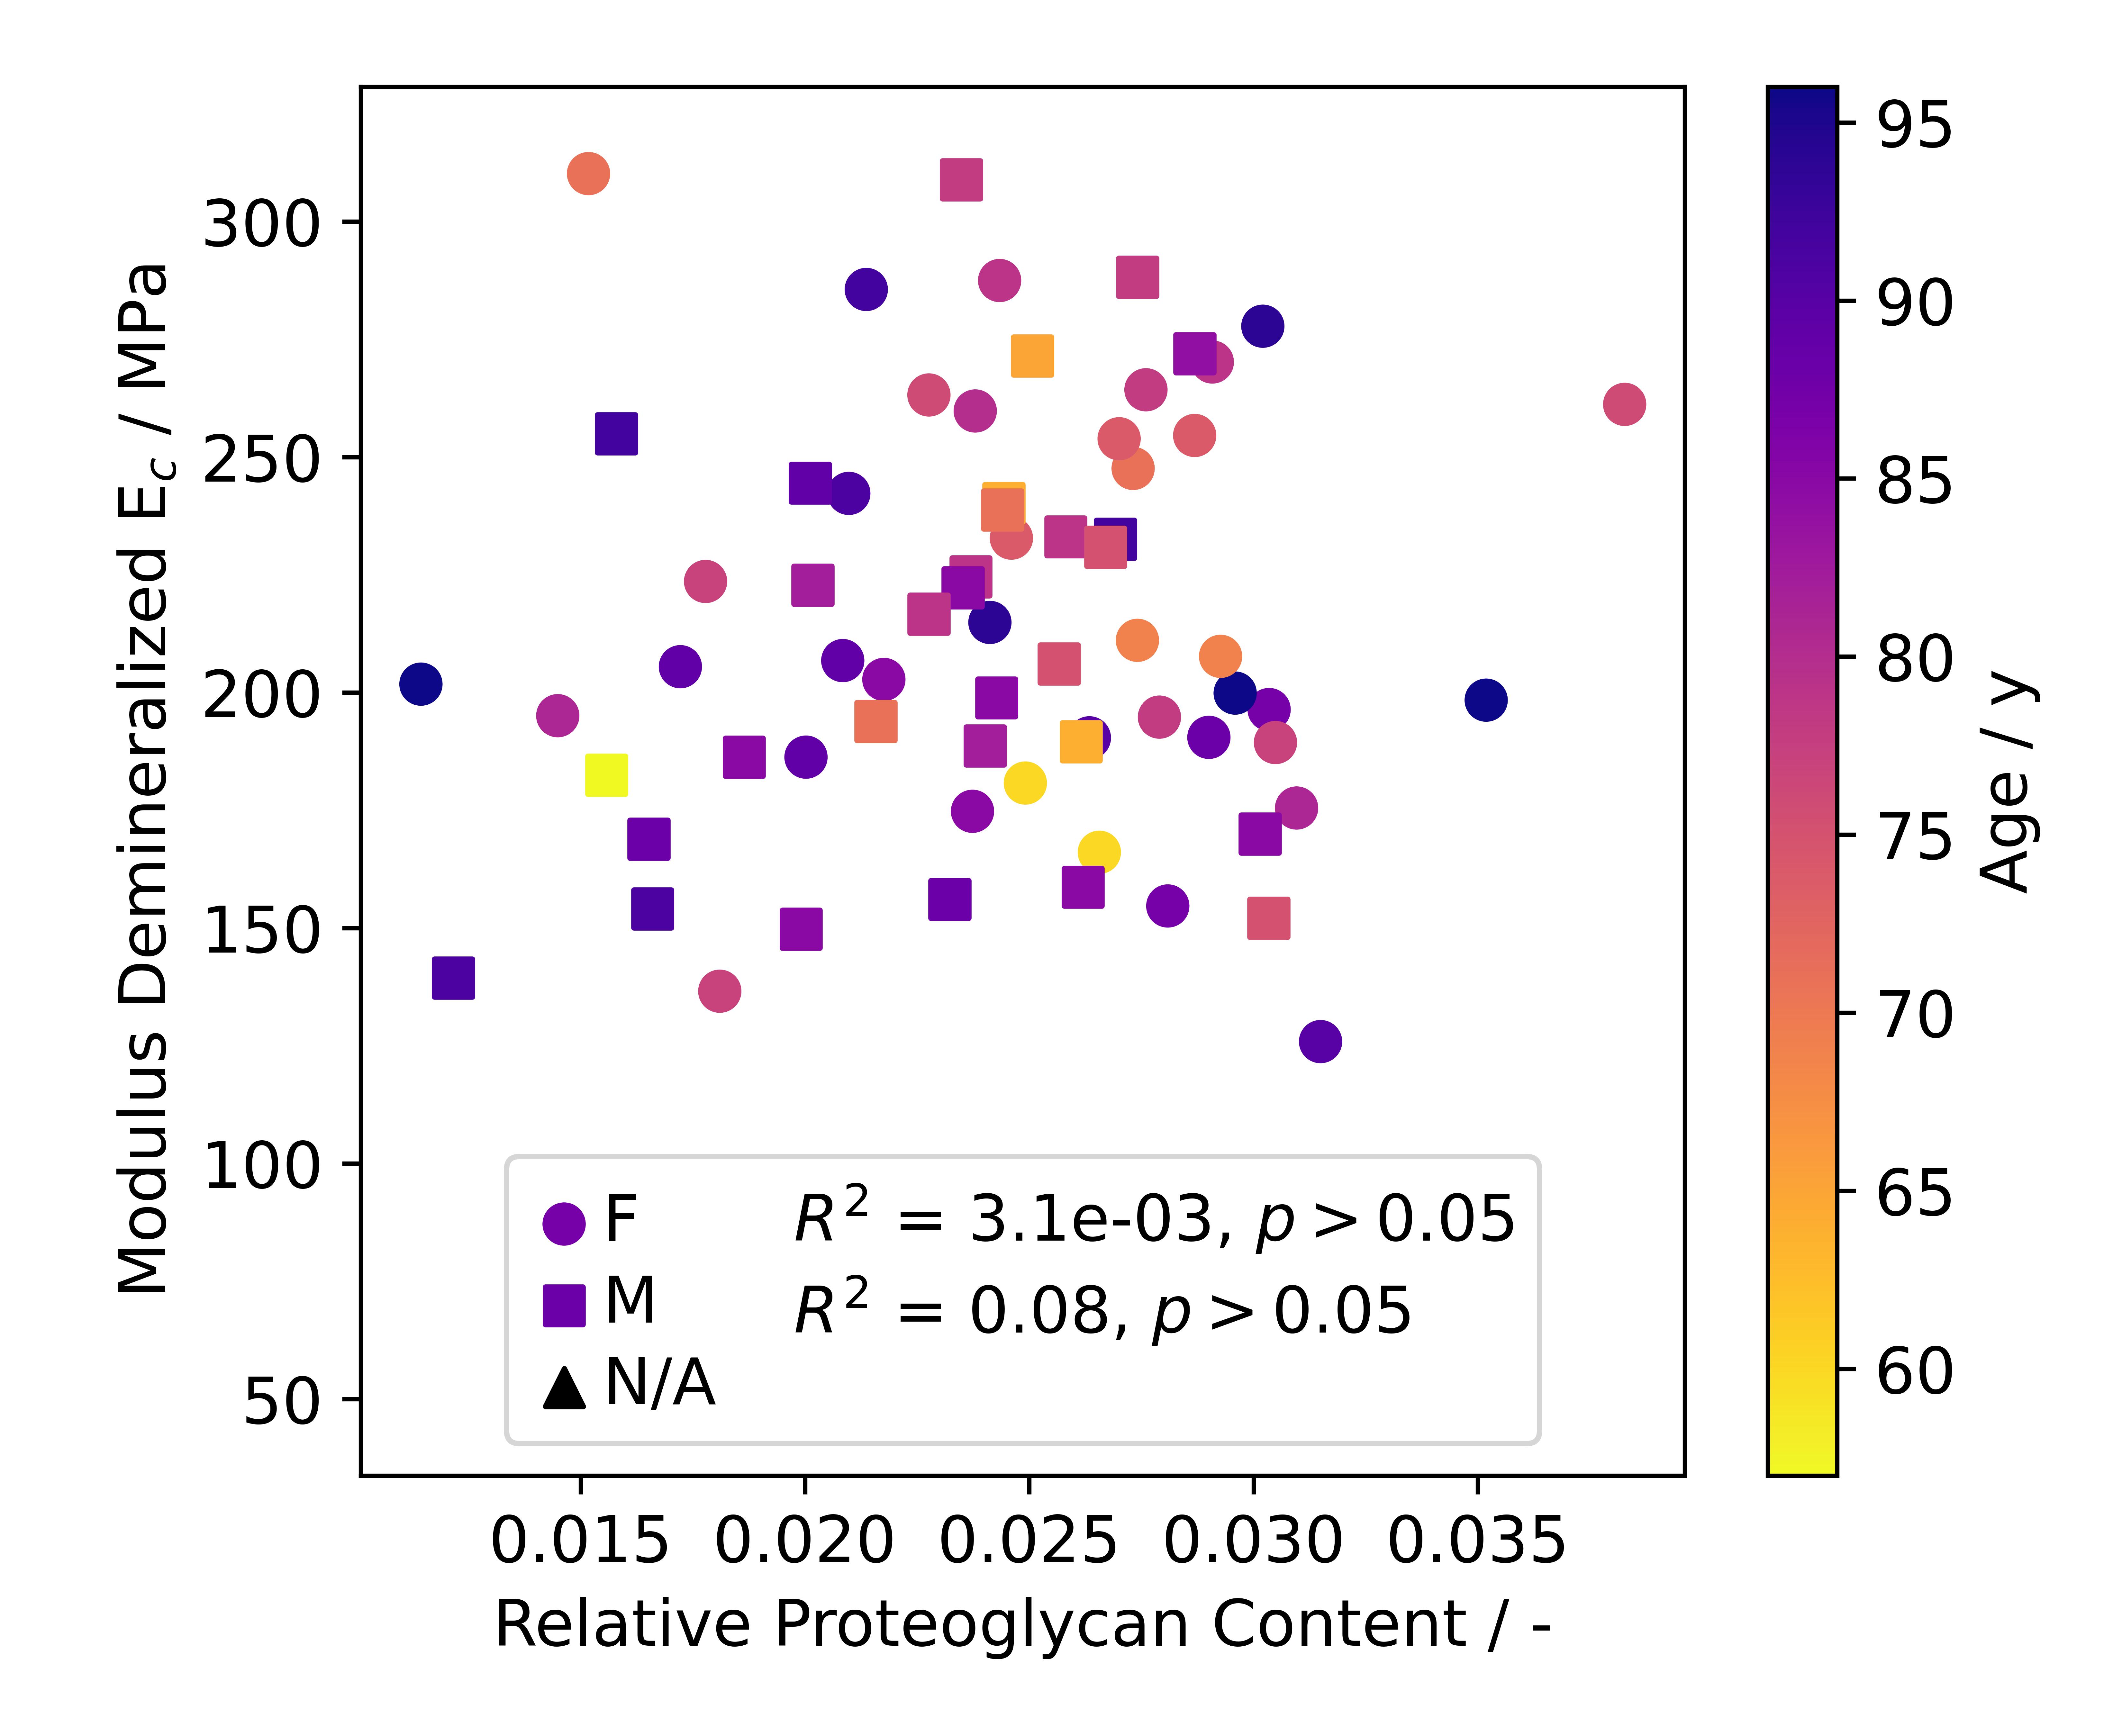 Modulus Demineralized E_c / MPa
300
250
200
150
100
50
F R² = 3.1e-03, p > 0.05
M R² = 0.08, p > 0.05
N/A
0.015 0.020 0.025 0.030 0.035
Relative Proteoglycan Content / -
95
90
85
80
75
70
65
60
Age / y